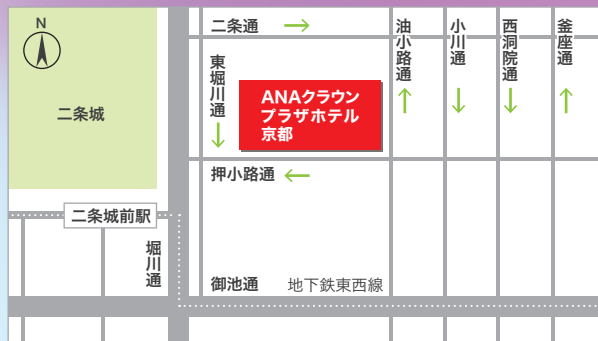 N
二条通
油小路通
小川通
西洞院通
釜座通
東堀川通
二条城
ANAクラウン
プラザホテル
京都
押小路通
二条城前駅
堀川通
御池通
地下鉄東西線